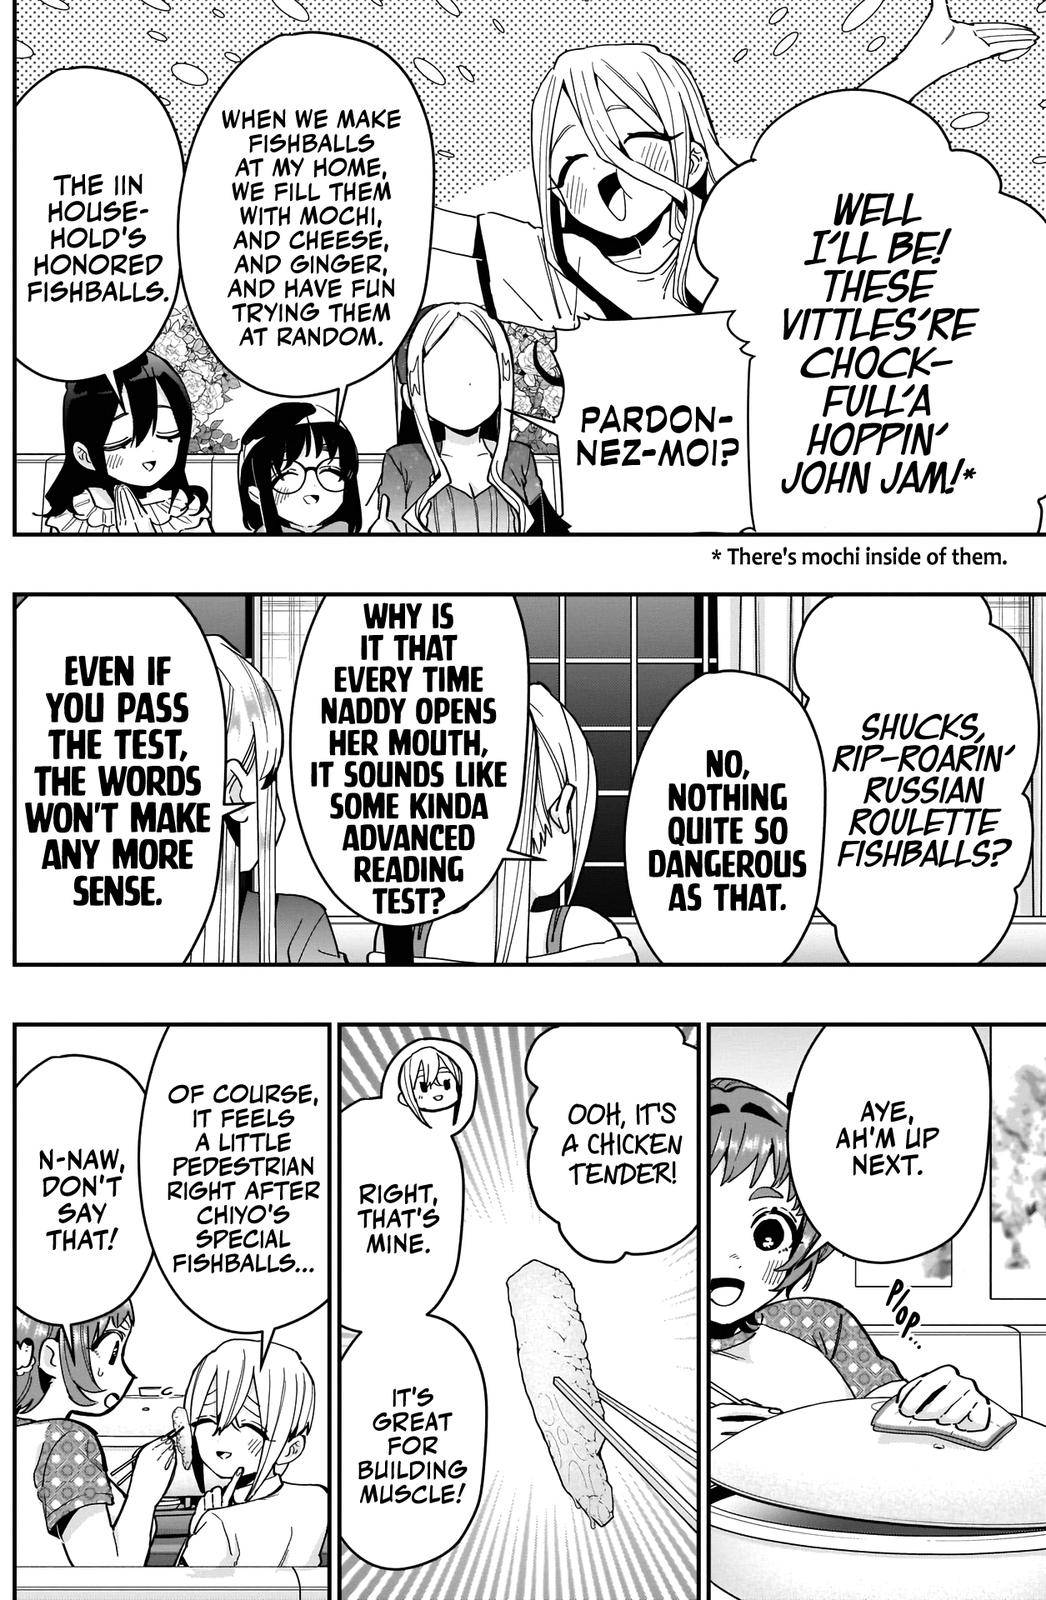 WELL
I'LL BE!
THESE
VITTLES'RE
CHOCK-
FULL'A
HOPPIN'
JOHN JAM!*
PARDON-
NEZ-MOI?
WHEN WE MAKE
FISHBALLS
AT MY HOME,
WE FILL THEM
WITH MOCHI,
AND CHEESE,
AND GINGER,
AND HAVE FUN
TRYING THEM
AT RANDOM.
THE IIN
HOUSE-
HOLD'S
HONORED
FISHBALLS.
* There's mochi inside of them.
SHUCKS,
RIP-ROARIN'
RUSSIAN
ROULETTE
FISHBALLS?
NO,
NOTHING
QUITE SO
DANGEROUS
AS THAT.
WHY IS
IT THAT
EVERY TIME
NADDY OPENS
HER MOUTH,
IT SOUNDS LIKE
SOME KINDA
ADVANCED
READING
TEST?
EVEN IF
YOU PASS
THE TEST,
THE WORDS
WON'T MAKE
ANY MORE
SENSE.
AYE,
AH'M UP
NEXT.
PLOP...
OOH, IT'S
A CHICKEN
TENDER!
RIGHT,
THAT'S
MINE.
IT'S
GREAT
FOR
BUILDING
MUSCLE!
OF COURSE,
IT FEELS
A LITTLE
PEDESTRIAN
RIGHT AFTER
CHIYO'S
SPECIAL
FISHBALLS...
N-NAW,
DON'T
SAY
THAT!